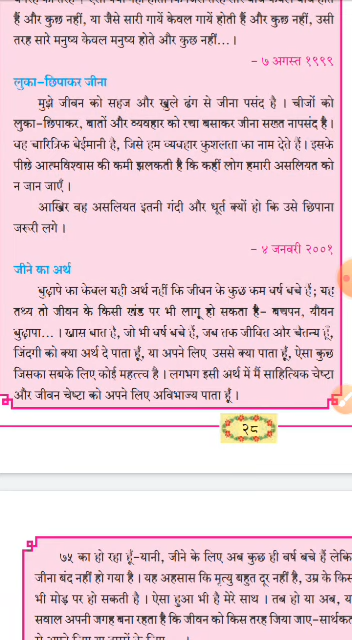 हैं और कुछ नहीं, या जैसे सारी गायें केवल गायें होती हैं और कुछ नहीं, उसी
तरह सारे मनुष्य केवल मनुष्य होते और कुछ नहीं...।
- ७ अगस्त १९९९
लुका-छिपाकर जीना
मुझे जीवन को सहज और खुले ढंग से जीना पसंद है । चीजों को
लुका-छिपाकर, बातों और व्यवहार को रचा बसाकर जीना सख्त नापसंद है।
वह चारित्रिक बेईमानी है, जिसे हम व्यवहार कुशलता का नाम देते हैं। इसके
पीछे आत्मविश्वास की कमी झलकती है कि कहीं लोग हमारी असलियत को
न जान जाएँ।
आखिर वह असलियत इतनी गंदी और धूर्त क्यों हो कि उसे छिपाना
जरूरी लगे ।
- ४ जनवरी २००१
जीने का अर्थ
बुढ़ापे का केवल यही अर्थ नहीं कि जीवन के कुछ कम वर्ष बचे हैं; यह
तथ्य तो जीवन के किसी खंड पर भी लागू हो सकता है- बचपन, यौवन
बुढ़ापा... । खास बात है, जो भी वर्ष बचे हैं, जब तक जीवित और चैतन्य हूँ,
जिंदगी को क्या अर्थ दे पाता हूँ, या अपने लिए उससे क्या पाता हूँ, ऐसा कुछ
जिसका सबके लिए कोई महत्त्व है । लगभग इसी अर्थ में मैं साहित्यिक चेष्टा
और जीवन चेष्टा को अपने लिए अविभाज्य पाता हूँ ।
२८
७५ का हो रहा हूँ-यानी, जीने के लिए अब कुछ ही वर्ष बचे हैं लेकि
जीना बंद नहीं हो गया है । यह अहसास कि मृत्यु बहुत दूर नहीं है, उम्र के किस
भी मोड़ पर हो सकती है । ऐसा हुआ भी है मेरे साथ । तब हो या अब, य
सवाल अपनी जगह बना रहता है कि जीवन को किस तरह जिया जाए-सार्थक